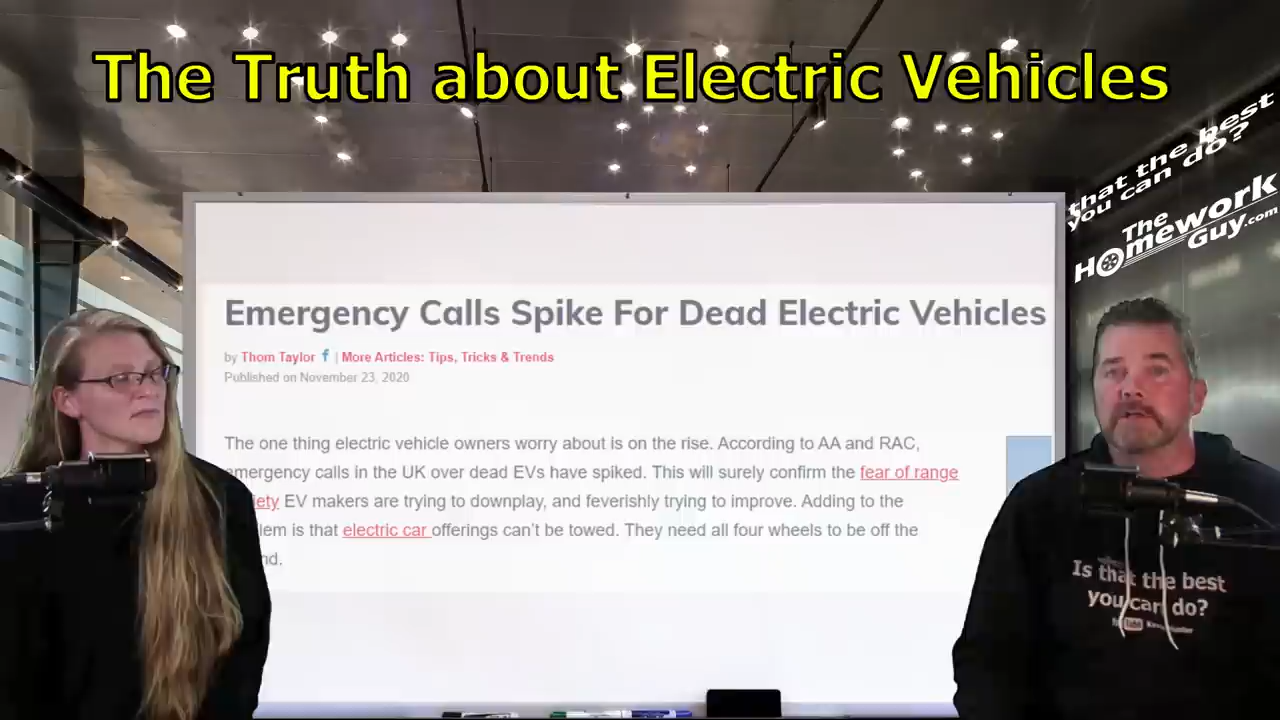 The Truth about Electric Vehicles
that the best
you can do?
The
Homework
Guy.com
Emergency Calls Spike For Dead Electric Vehicles
by Thom Taylor f | More Articles: Tips, Tricks & Trends
Published on November 23, 2020
The one thing electric vehicle owners worry about is on the rise. According to AA and RAC,
emergency calls in the UK over dead EVs have spiked. This will surely confirm the fear of range
iety EV makers are trying to downplay, and feverishly trying to improve. Adding to the
lem is that electric car offerings can't be towed. They need all four wheels to be off the
nd.
Is that the best
you can do?